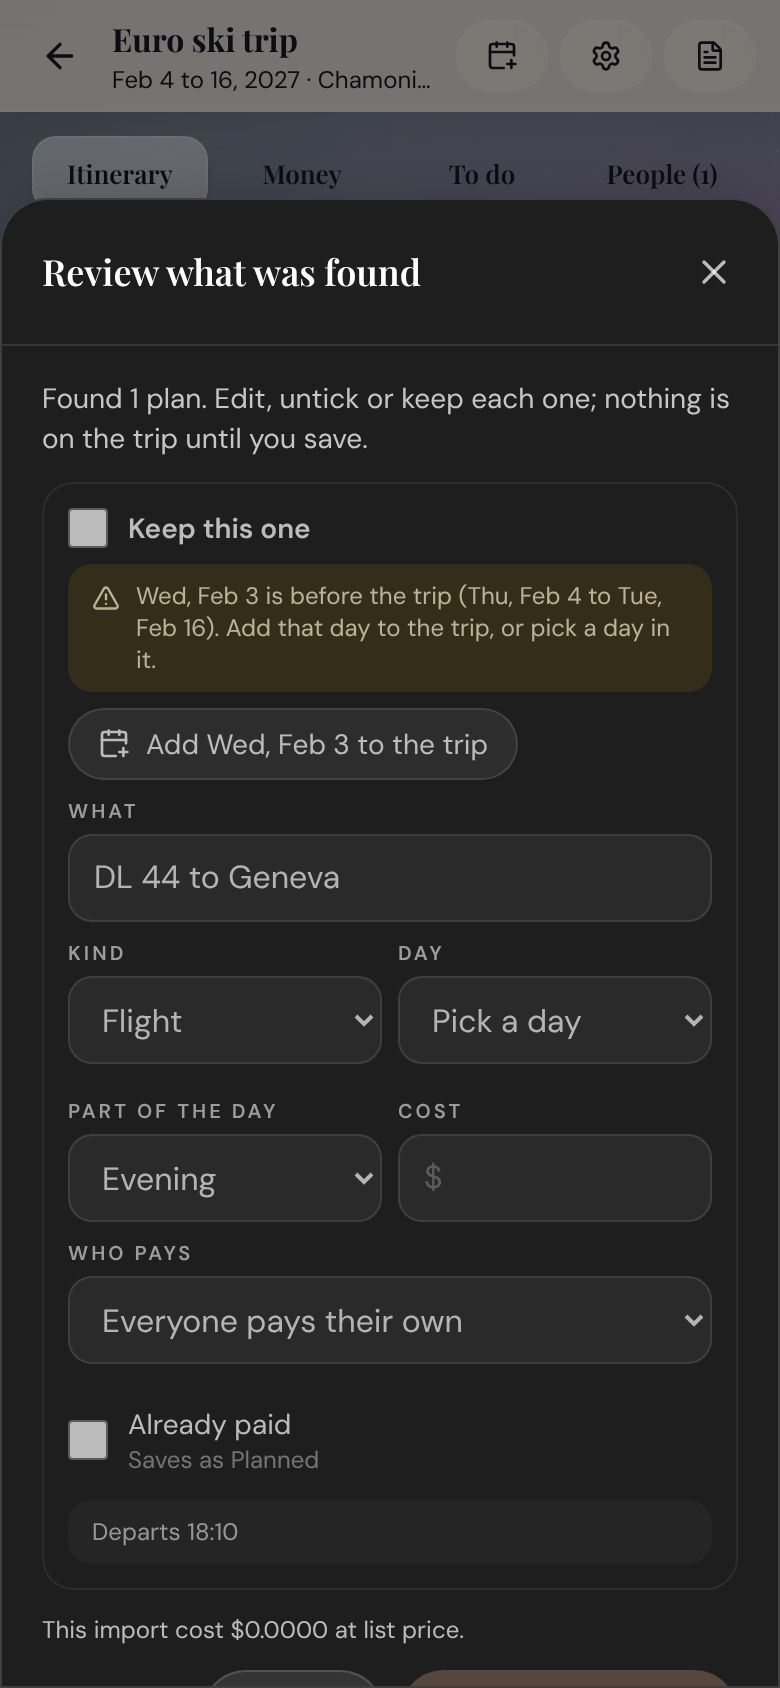 Euro ski trip
Feb 4 to 16, 2027 · Chamoni...
Itinerary
Money
To do
People (1)
Review what was found
Found 1 plan. Edit, untick or keep each one; nothing is
on the trip until you save.
Keep this one
Wed, Feb 3 is before the trip (Thu, Feb 4 to Tue,
Feb 16). Add that day to the trip, or pick a day in
it.
Add Wed, Feb 3 to the trip
WHAT
DL 44 to Geneva
KIND
DAY
Flight
Pick a day
PART OF THE DAY
COST
Evening
$
WHO PAYS
Everyone pays their own
Already paid
Saves as Planned
Departs 18:10
This import cost $0.0000 at list price.